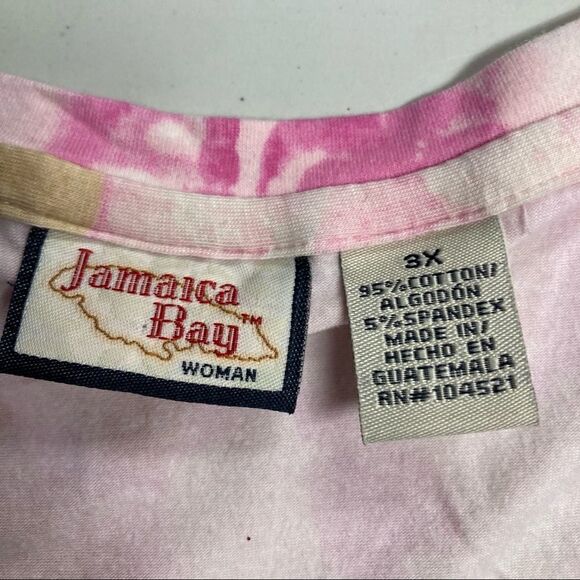 Jamaica
Bay™
WOMAN
3X
95% COTTON/
ALGODÓN
5% SPANDEX
MADE IN/
HECHO EN
GUATEMALA
RN#104521